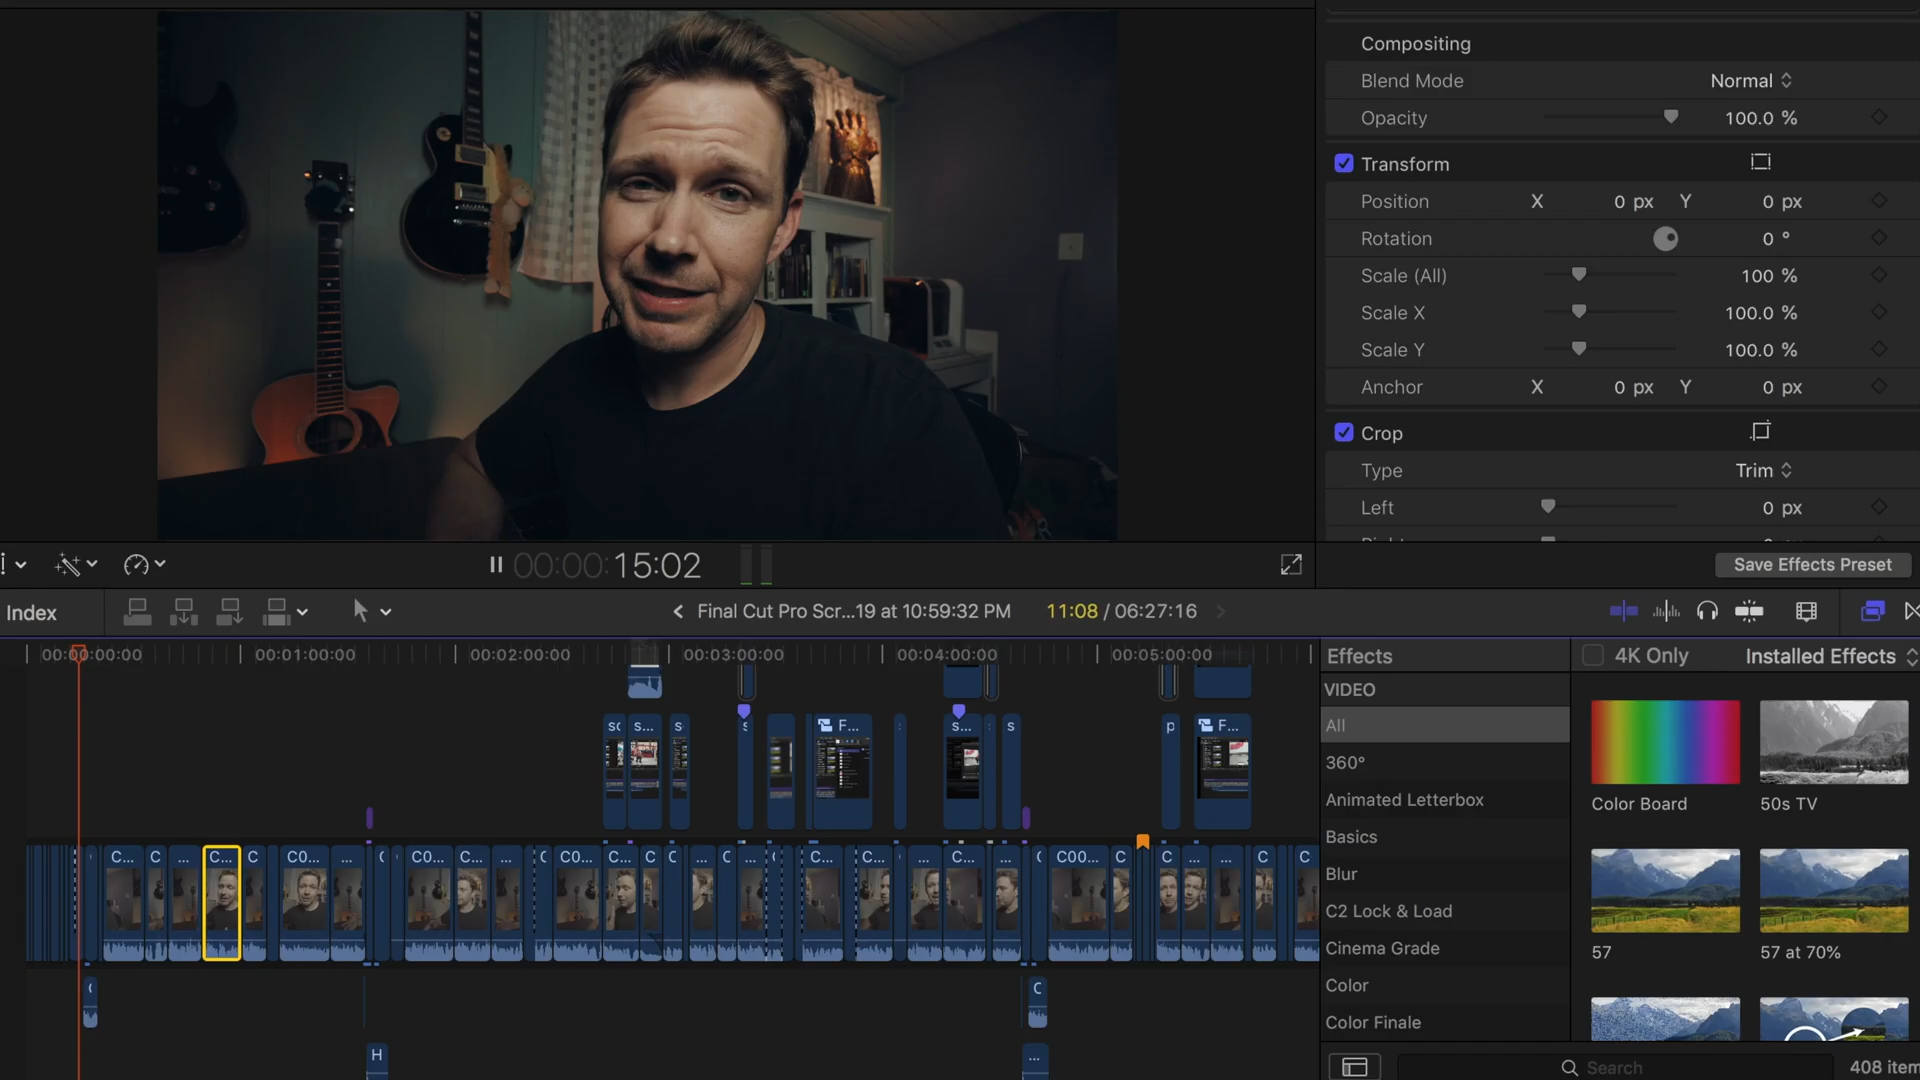 Compositing
Blend Mode Normal
Opacity 100.0 %
Transform
Position X 0 px Y 0 px
Rotation 0 °
Scale (All) 100 %
Scale X 100.0 %
Scale Y 100.0 %
Anchor X 0 px Y 0 px
Crop
Type Trim
Left 0 px
00:00:00:15:02
Save Effects Preset
Index
Final Cut Pro Scr...19 at 10:59:32 PM 11:08 / 06:27:16
00:00:00:00 00:01:00:00 00:02:00:00 00:03:00:00 00:04:00:00 00:05:00:00
Effects 4K Only Installed Effects
VIDEO
All
360°
Animated Letterbox
Basics
Blur
C2 Lock & Load
Cinema Grade
Color
Color Finale
Color Board 50s TV
57 57 at 70%
s... s F... s... s p F...
C... C ... C... C C0... ... C0... C... ... C C0... C... C C ... C ... C... C... ... C... ... C00... C C ... ... C C
C
H ...
Search 408 item